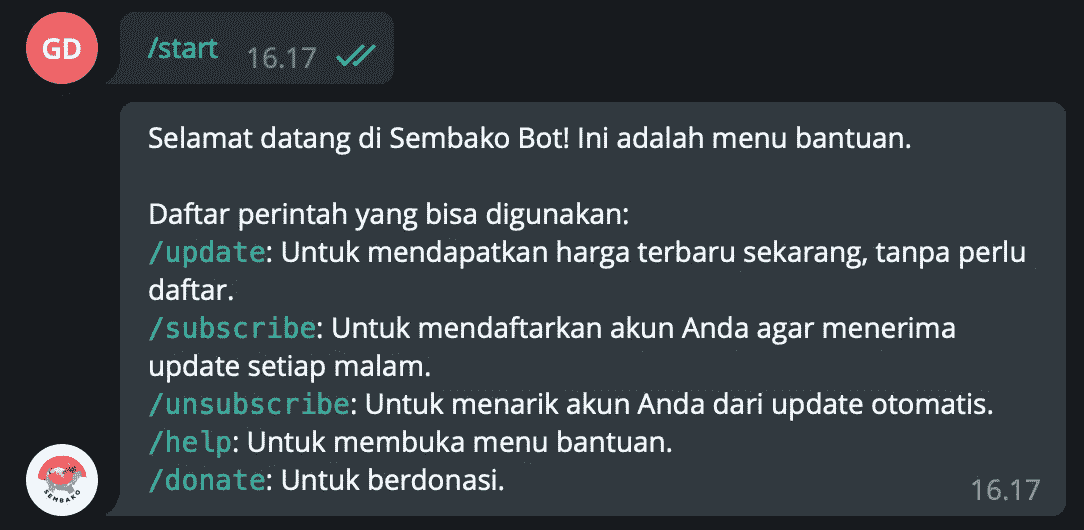 GD
/start 16.17
Selamat datang di Sembako Bot! Ini adalah menu bantuan.
Daftar perintah yang bisa digunakan:
/update: Untuk mendapatkan harga terbaru sekarang, tanpa perlu
daftar.
/subscribe: Untuk mendaftarkan akun Anda agar menerima
update setiap malam.
/unsubscribe: Untuk menarik akun Anda dari update otomatis.
/help: Untuk membuka menu bantuan.
/donate: Untuk berdonasi.
16.17
SEMBAKO